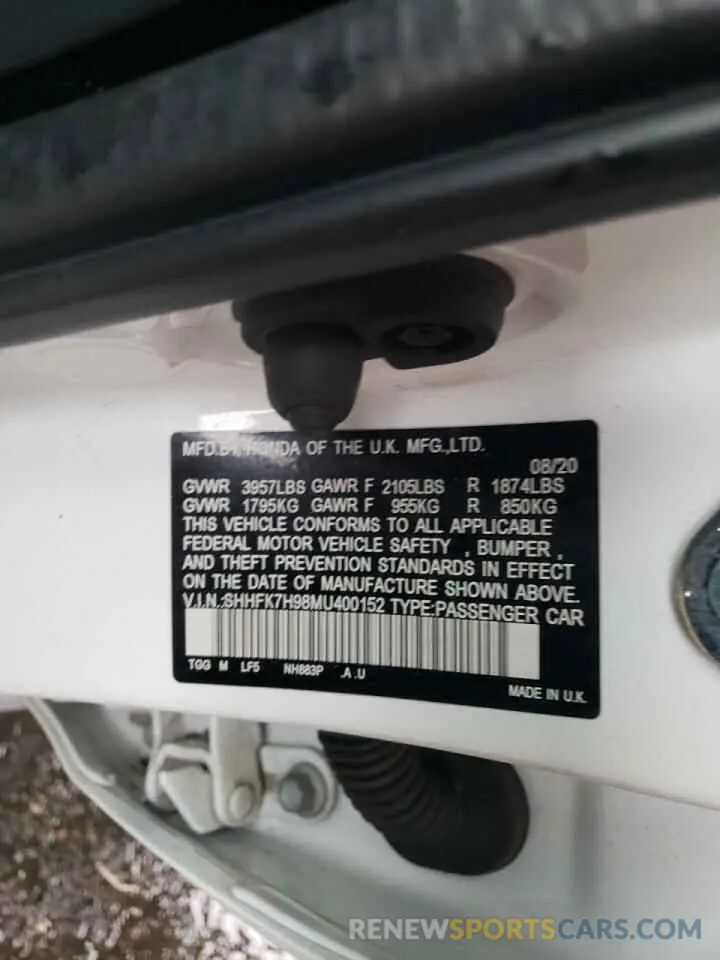 MFD.BY HONDA OF THE U.K. MFG.,LTD.
08/20
GVWR 3957LBS GAWR F 2105LBS R 1874LBS
GVWR 1795KG GAWR F 955KG R 850KG
THIS VEHICLE CONFORMS TO ALL APPLICABLE
FEDERAL MOTOR VEHICLE SAFETY , BUMPER ,
AND THEFT PREVENTION STANDARDS IN EFFECT
ON THE DATE OF MANUFACTURE SHOWN ABOVE.
V.I.N.:SHHFK7H98MU400152 TYPE:PASSENGER CAR
TGG M LF5 NH883P .A .U
MADE IN U.K.
RENEWSPORTSCARS.COM